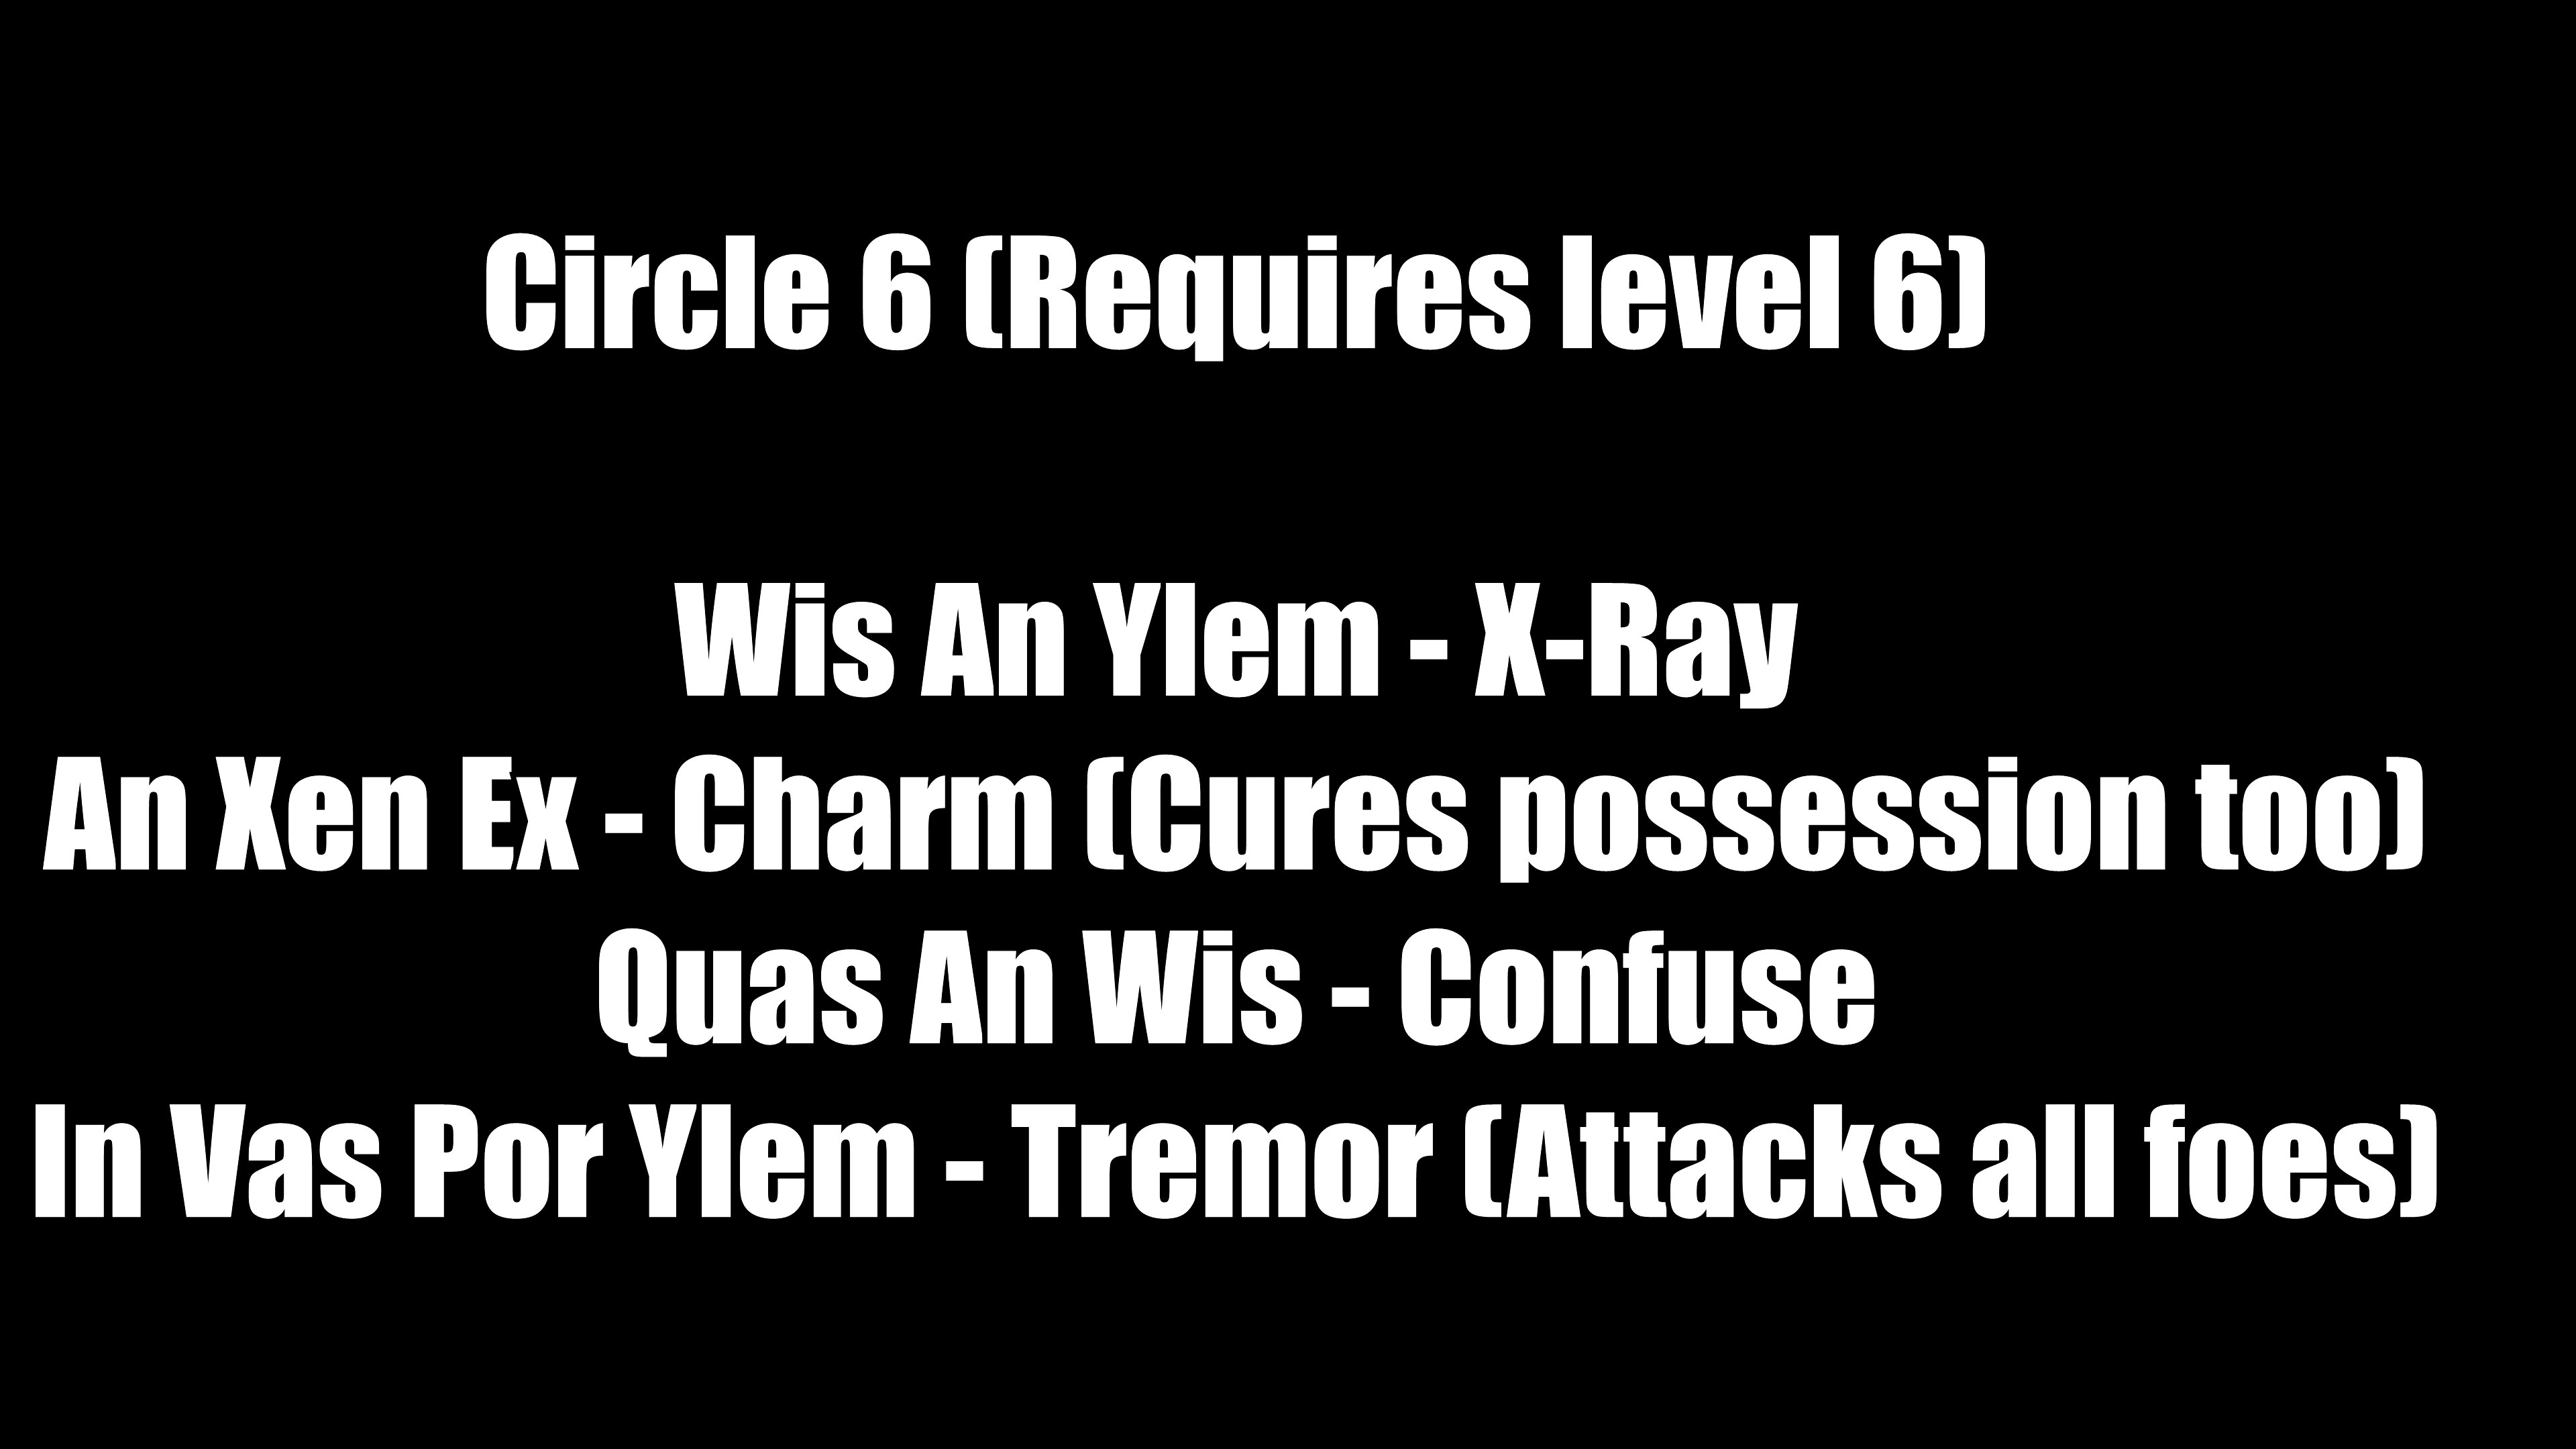 Circle 6 (Requires level 6)
Wis An Ylem - X-Ray
An Xen Ex - Charm (Cures possession too)
Quas An Wis - Confuse
In Vas Por Ylem - Tremor (Attacks all foes)